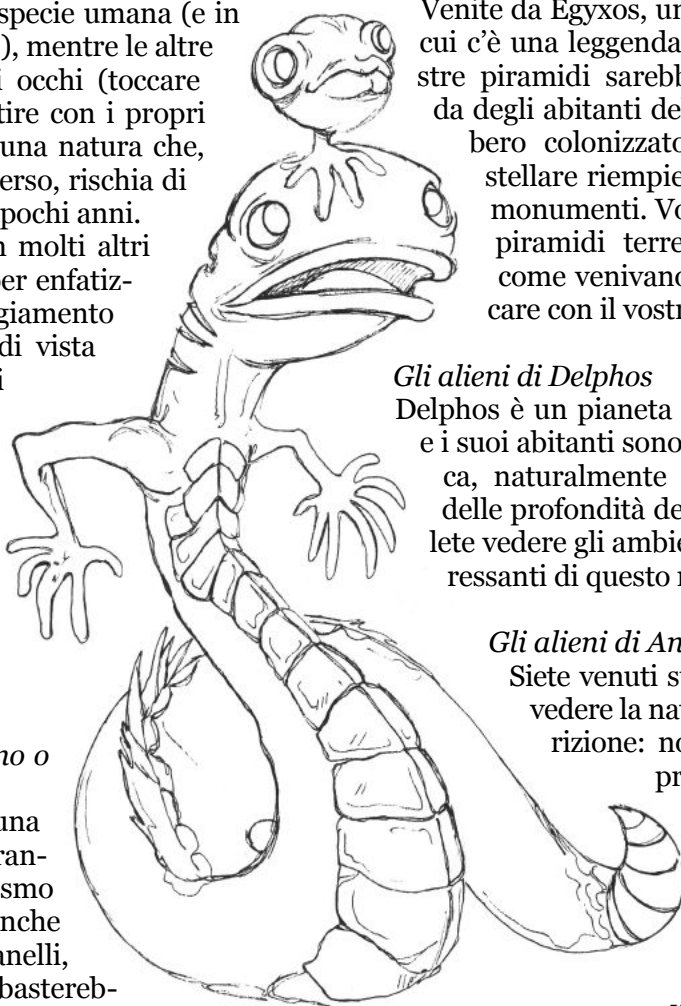 specie umana (e in
), mentre le altre
i occhi (toccare
tire con i propri
una natura che,
erso, rischia di
pochi anni.
n molti altri
per enfatiz-
giamento
di vista
i
no o
una
ran-
smo
nche
anelli,
bastereb-
Venite da Egyxos, un
cui c'è una leggenda
stre piramidi sarebb
da degli abitanti de
bero colonizzato
stellare riempie
monumenti. Vo
piramidi terre
come venivano
care con il vostr
Gli alieni di Delphos
Delphos è un pianeta
e i suoi abitanti sono
ca, naturalmente
delle profondità de
lete vedere gli ambie
ressanti di questo
Gli alieni di An
Siete venuti s
vedere la na
rizione: no
pr